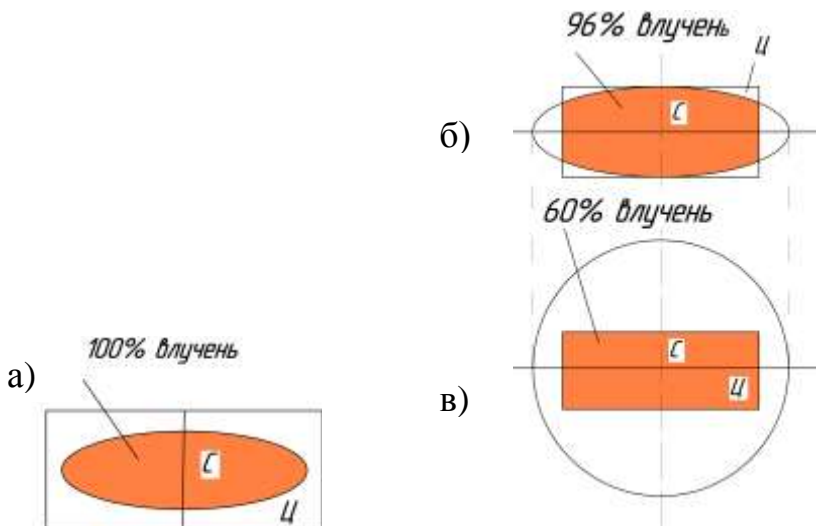 96% влучень
Ц
б)
С
60% влучень
100% влучень
а)
С
в)
Ц
С
Ц